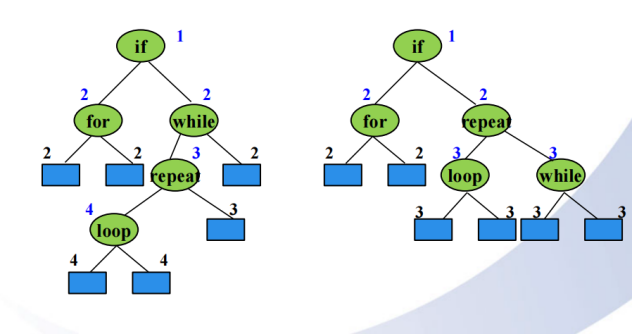 if 1 if 1
2 2 2 2
for while for repeat
2 2 3 2 2 2 3 3
repeat loop while
4 3 3 3 3 3
loop
4 4